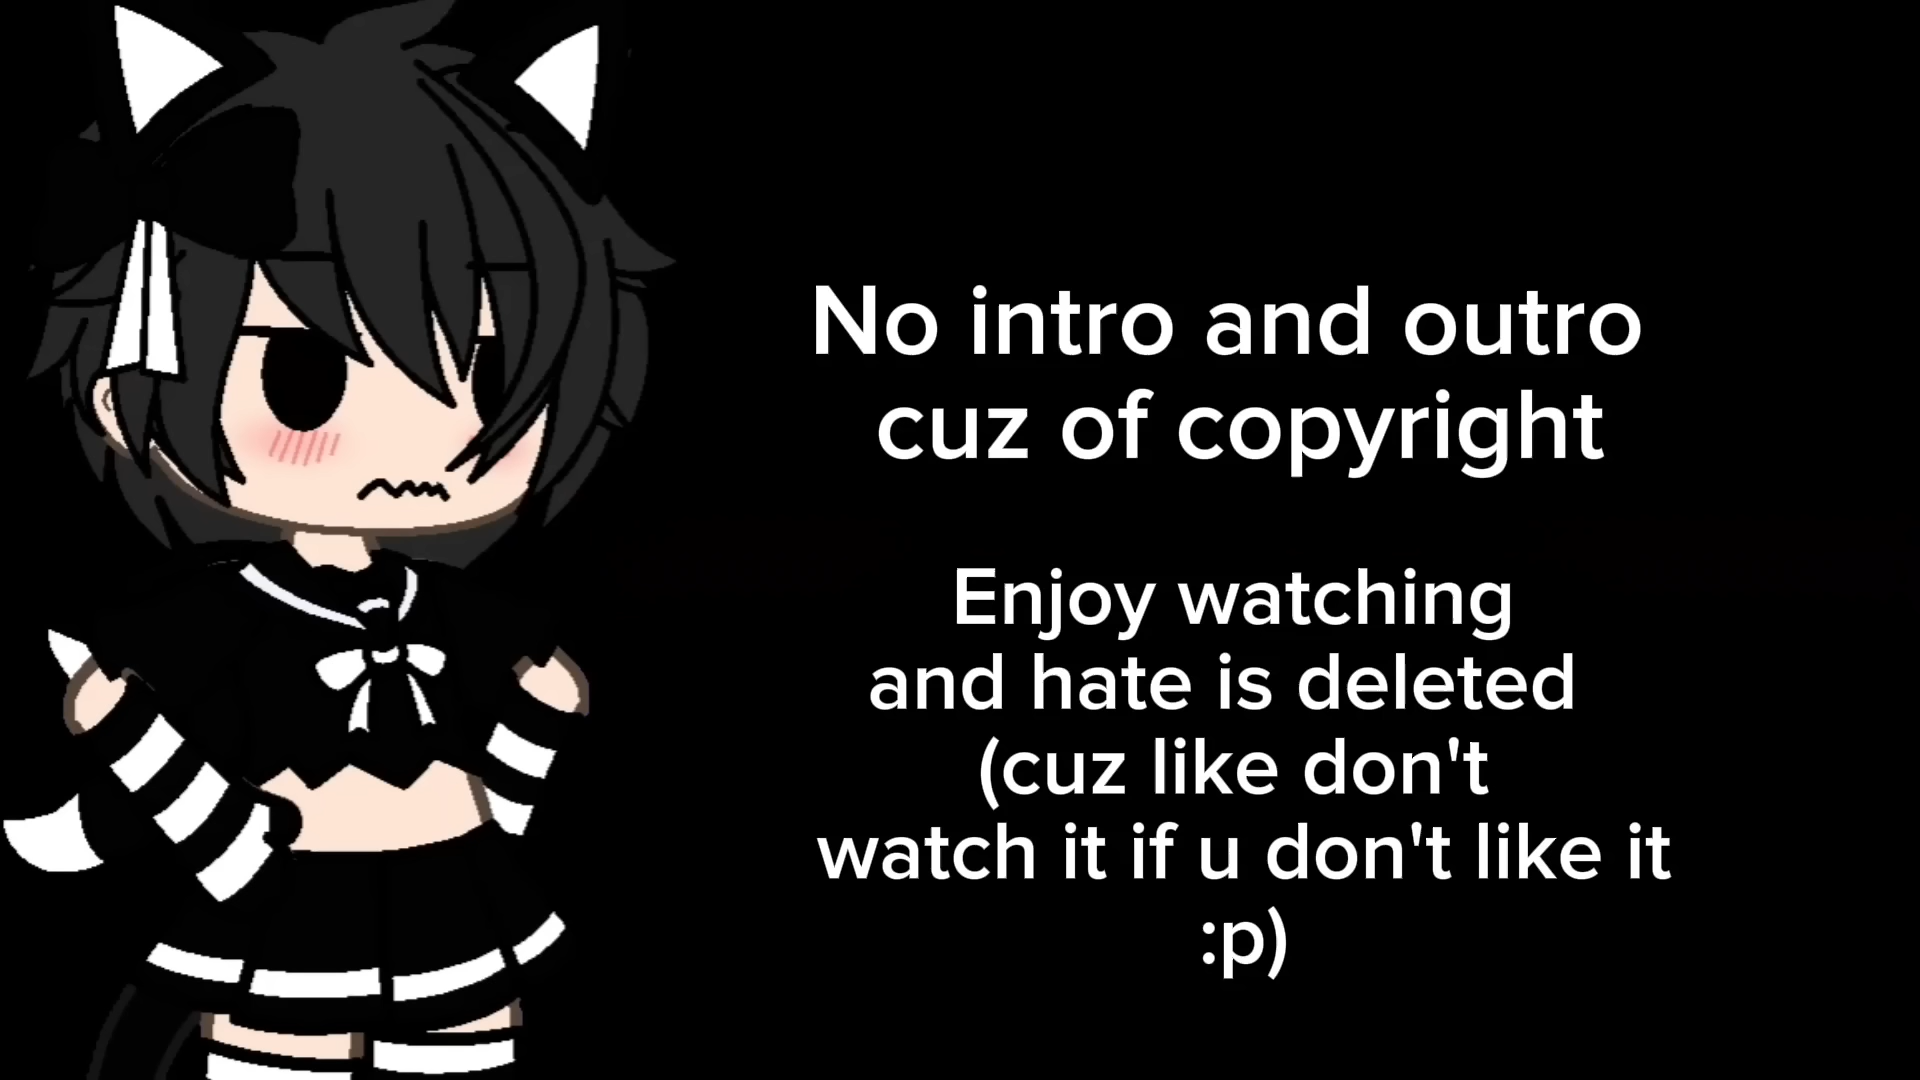 No intro and outro
cuz of copyright
Enjoy watching
and hate is deleted
(cuz like don't
watch it if u don't like it
:p)